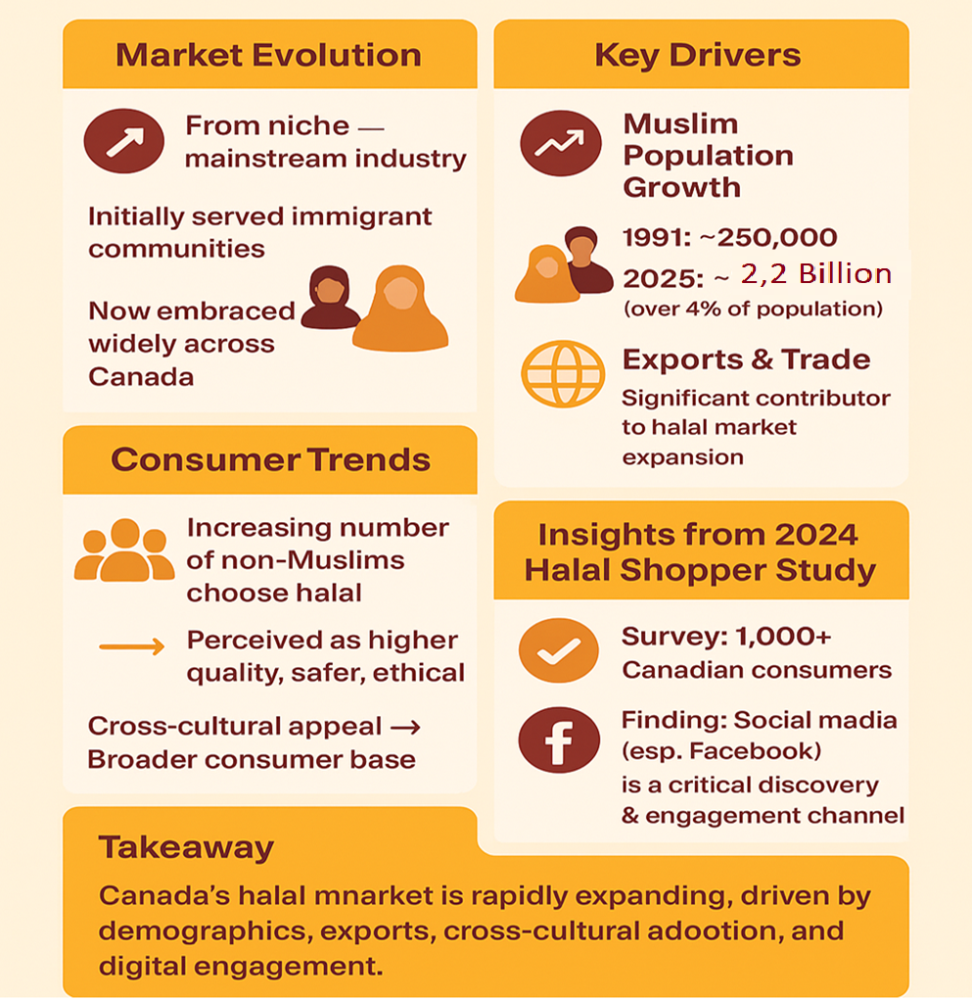 Market Evolution
From niche —
mainstream industry
Initially served immigrant
communities
Now embraced
widely across
Canada
Key Drivers
Muslim
Population
Growth
1991: ~250,000
2025: ~ 2,2 Billion
(over 4% of population)
Exports & Trade
Significant contributor
to halal market
expansion
Consumer Trends
Increasing number
of non-Muslims
choose halal
→ Perceived as higher
quality, safer, ethical
Cross-cultural appeal →
Broader consumer base
Insights from 2024
Halal Shopper Study
Survey: 1,000+
Canadian consumers
f
Finding: Social madia
(esp. Facebook)
is a critical discovery
& engagement channel
Takeaway
Canada's halal mnarket is rapidly expanding, driven by
demographics, exports, cross-cultural adootion, and
digital engagement.